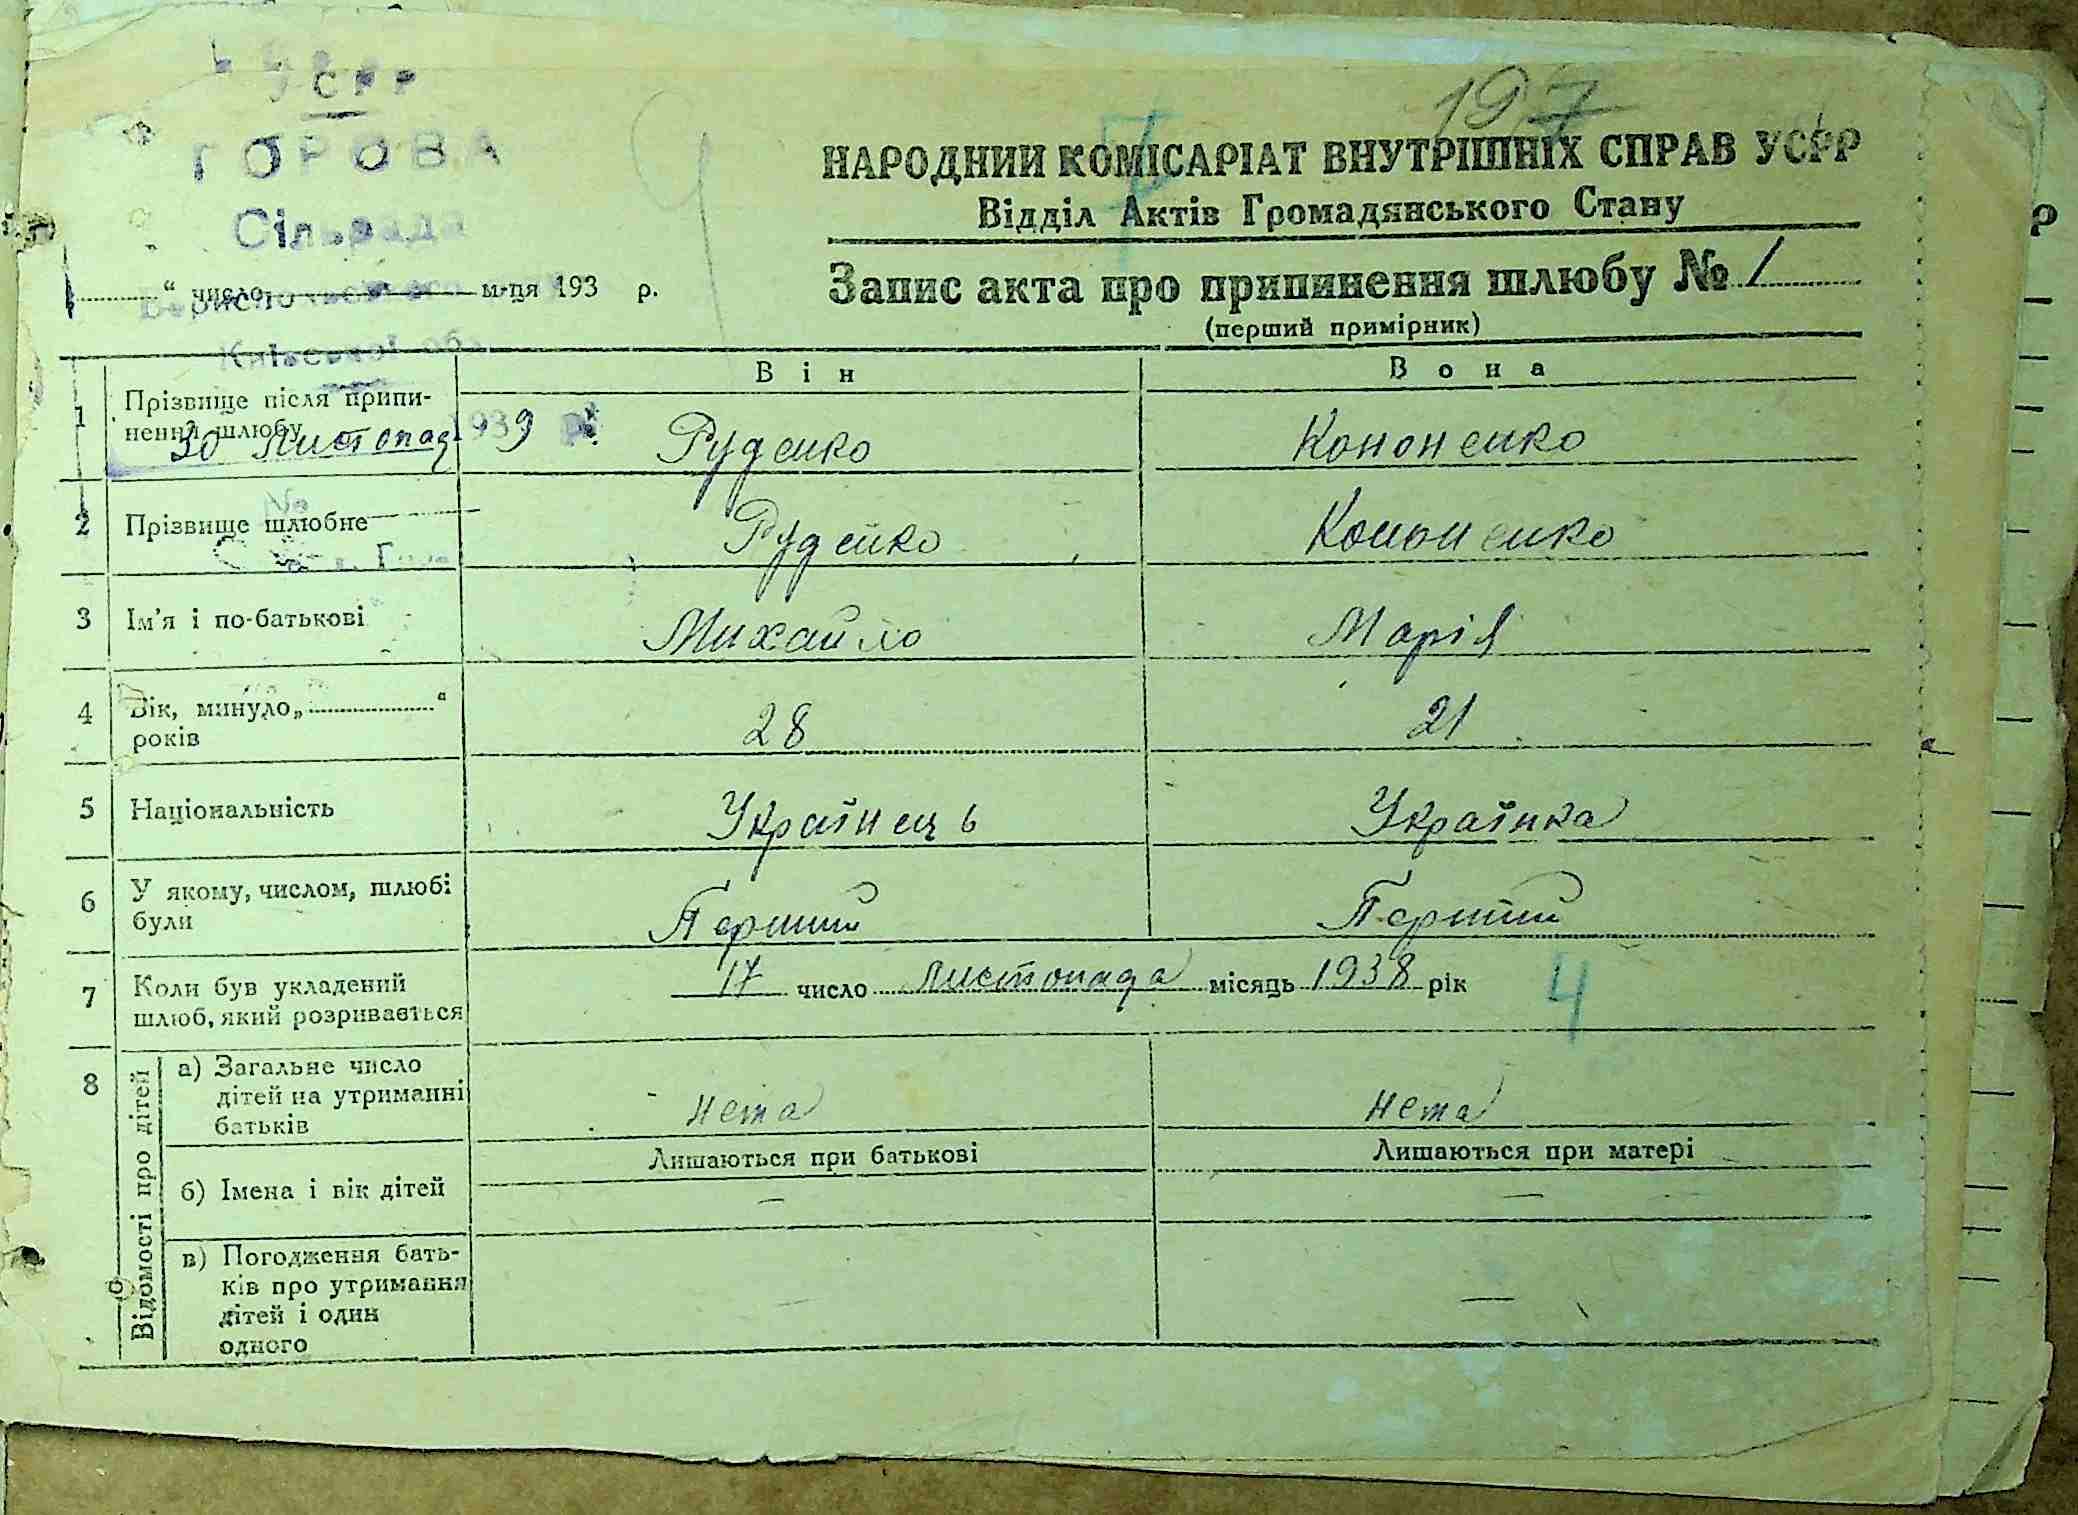 УСРР
ГОРОВА
Сільрада
Київської обл
30 Листопад 1939 р.
№
197
НАРОДНИЙ КОМІСАРІАТ ВНУТРІШНІХ СПРАВ УСРР
Відділ Актів Громадянського Стану
“ число м-ця 193 р.
Запис акта про припинення шлюбу № 1
(перший примірник)
Він Вона
1 Прізвище після припинення шлюбу Руденко Кононенко
2 Прізвище шлюбне Руденко Кононенко
3 Ім'я і по-батькові Михайло Марія
4 Вік, минуло „ “ років 28 21
5 Національність Українець Українка
6 У якому, числом, шлюбі були Перший Перший
7 Коли був укладений шлюб, який розривається 17 число листопада місяць 1938 рік
4
8 Відомості про дітей
а) Загальне число дітей на утриманні батьків нема нема
Лишаються при батькові Лишаються при матері
б) Імена і вік дітей — —
в) Погодження батьків про утримання дітей і один одного —